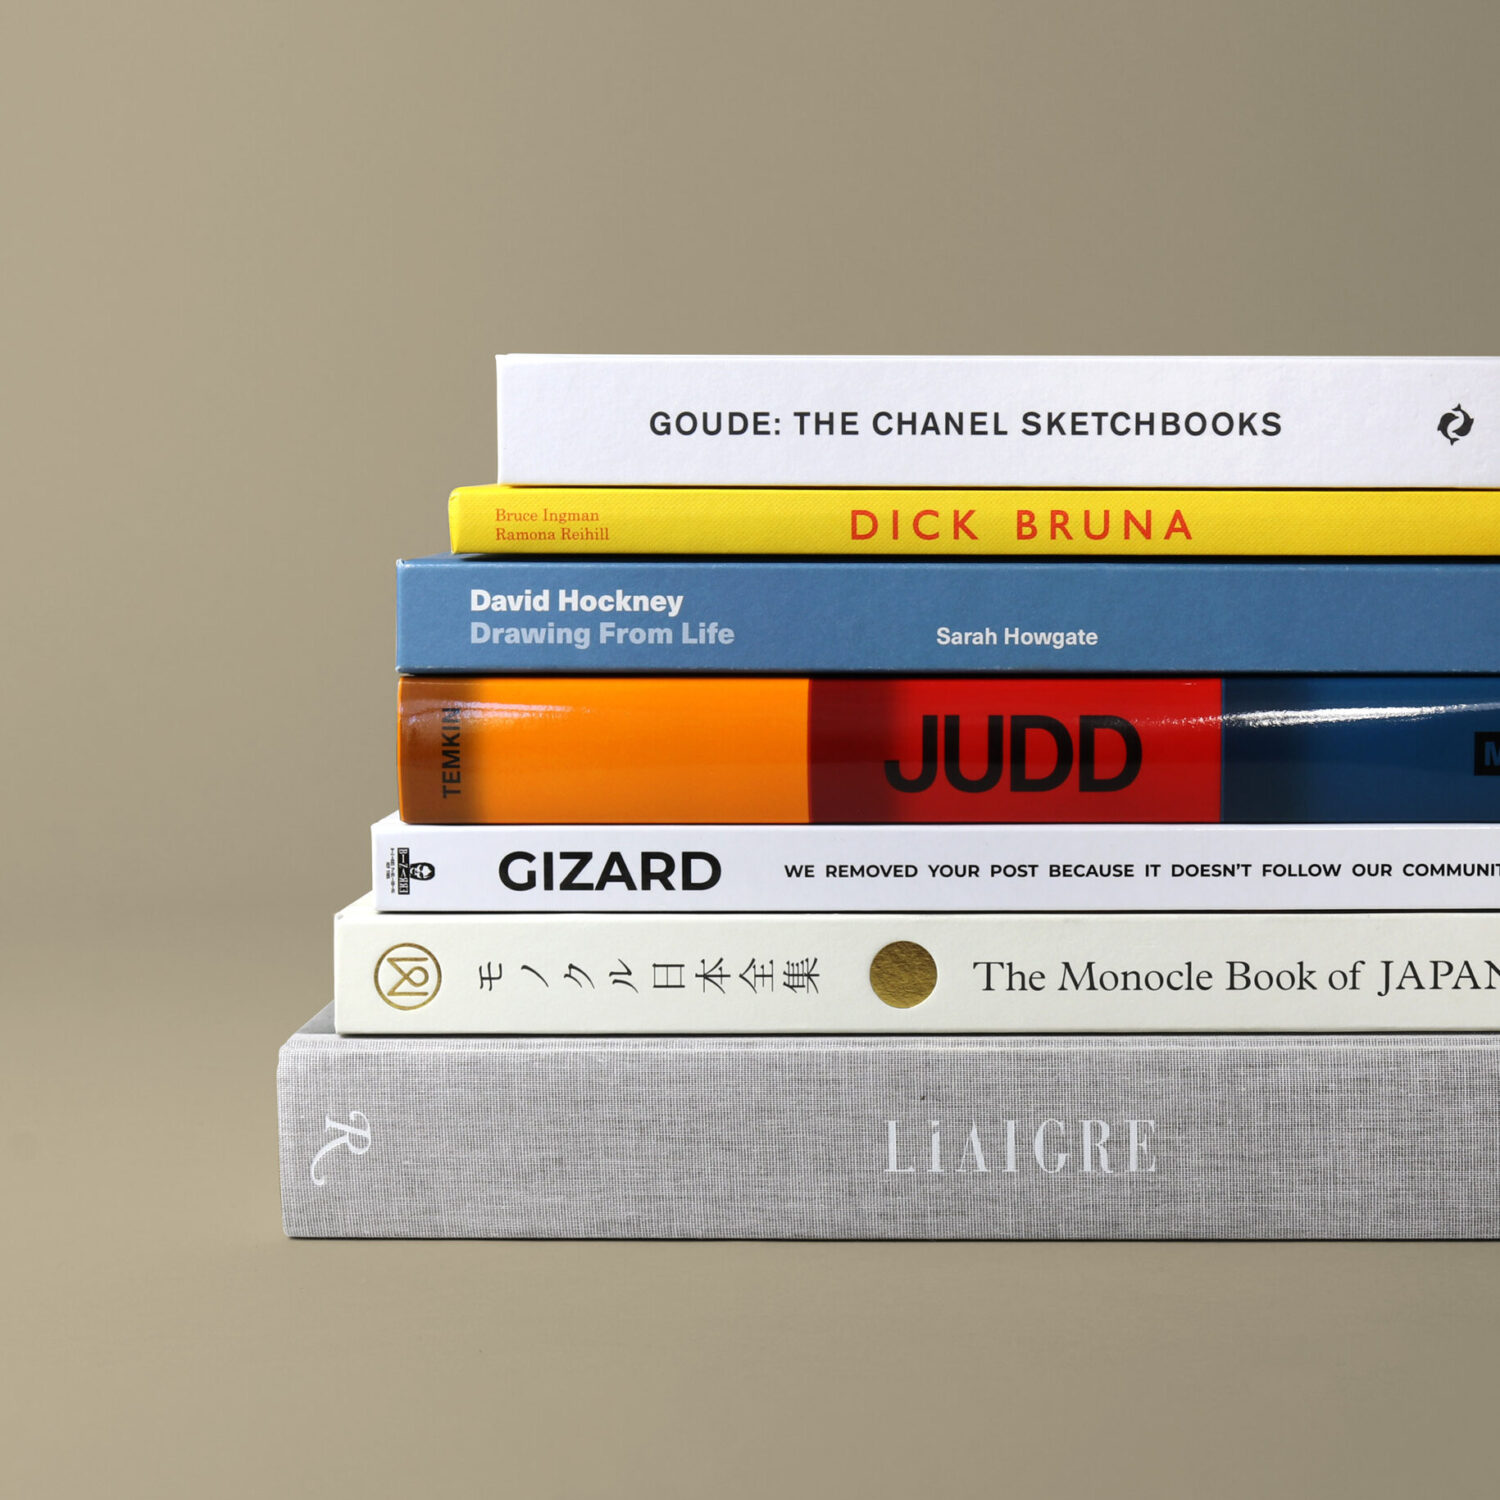 GOUDE: THE CHANEL SKETCHBOOKS
Bruce Ingman
Ramona Reihill
DICK BRUNA
David Hockney
Drawing From Life
Sarah Howgate
TEMKIN
JUDD
M
GIZARD
WE REMOVED YOUR POST BECAUSE IT DOESN'T FOLLOW OUR COMMUNIT
モノクル日本全集
The Monocle Book of JAPAN
R
LiAIGRE